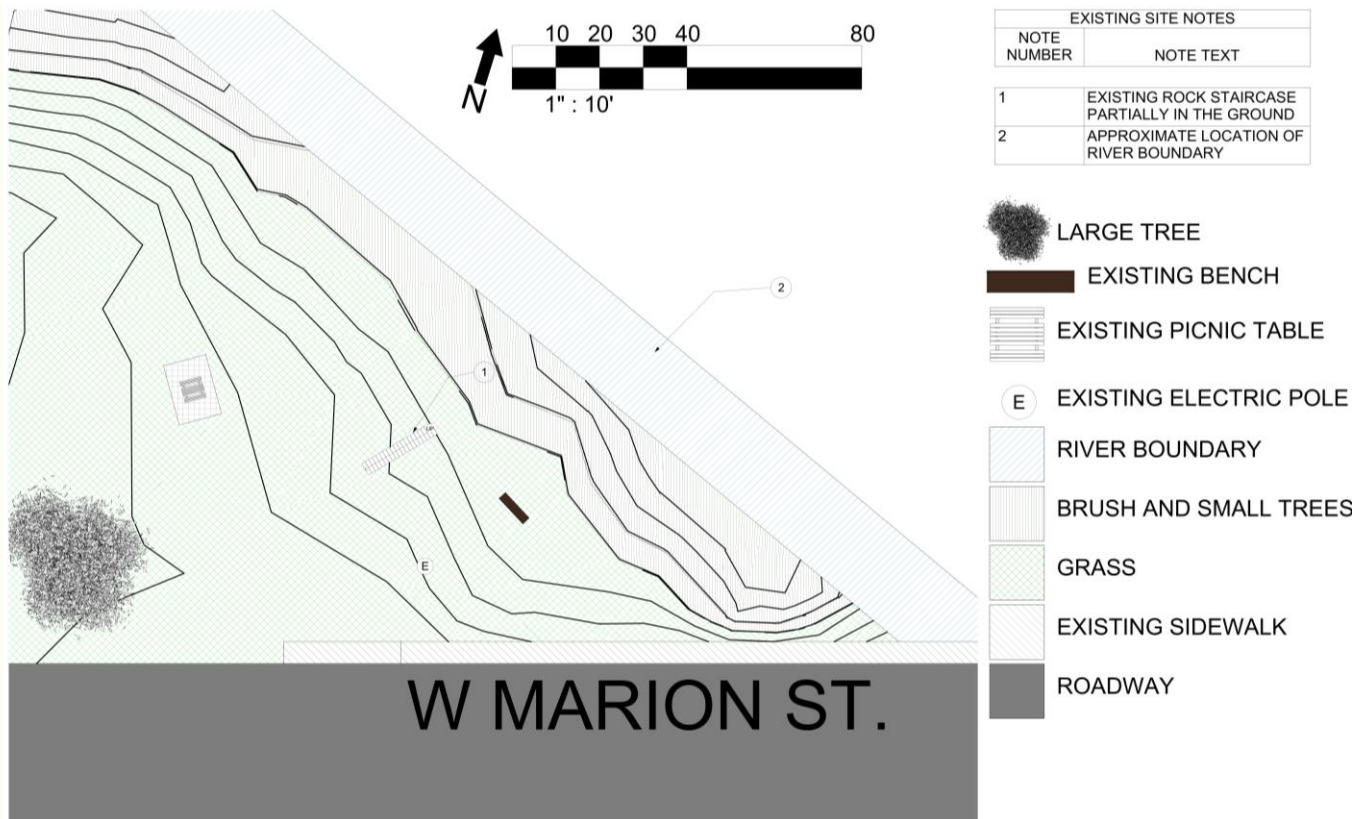 10 20 30 40 80
N
1" : 10'
EXISTING SITE NOTES
NOTE NUMBER
NOTE TEXT
1
EXISTING ROCK STAIRCASE
PARTIALLY IN THE GROUND
2
APPROXIMATE LOCATION OF
RIVER BOUNDARY
LARGE TREE
EXISTING BENCH
EXISTING PICNIC TABLE
E
EXISTING ELECTRIC POLE
RIVER BOUNDARY
BRUSH AND SMALL TREES
GRASS
EXISTING SIDEWALK
ROADWAY
2
1
E
W MARION ST.